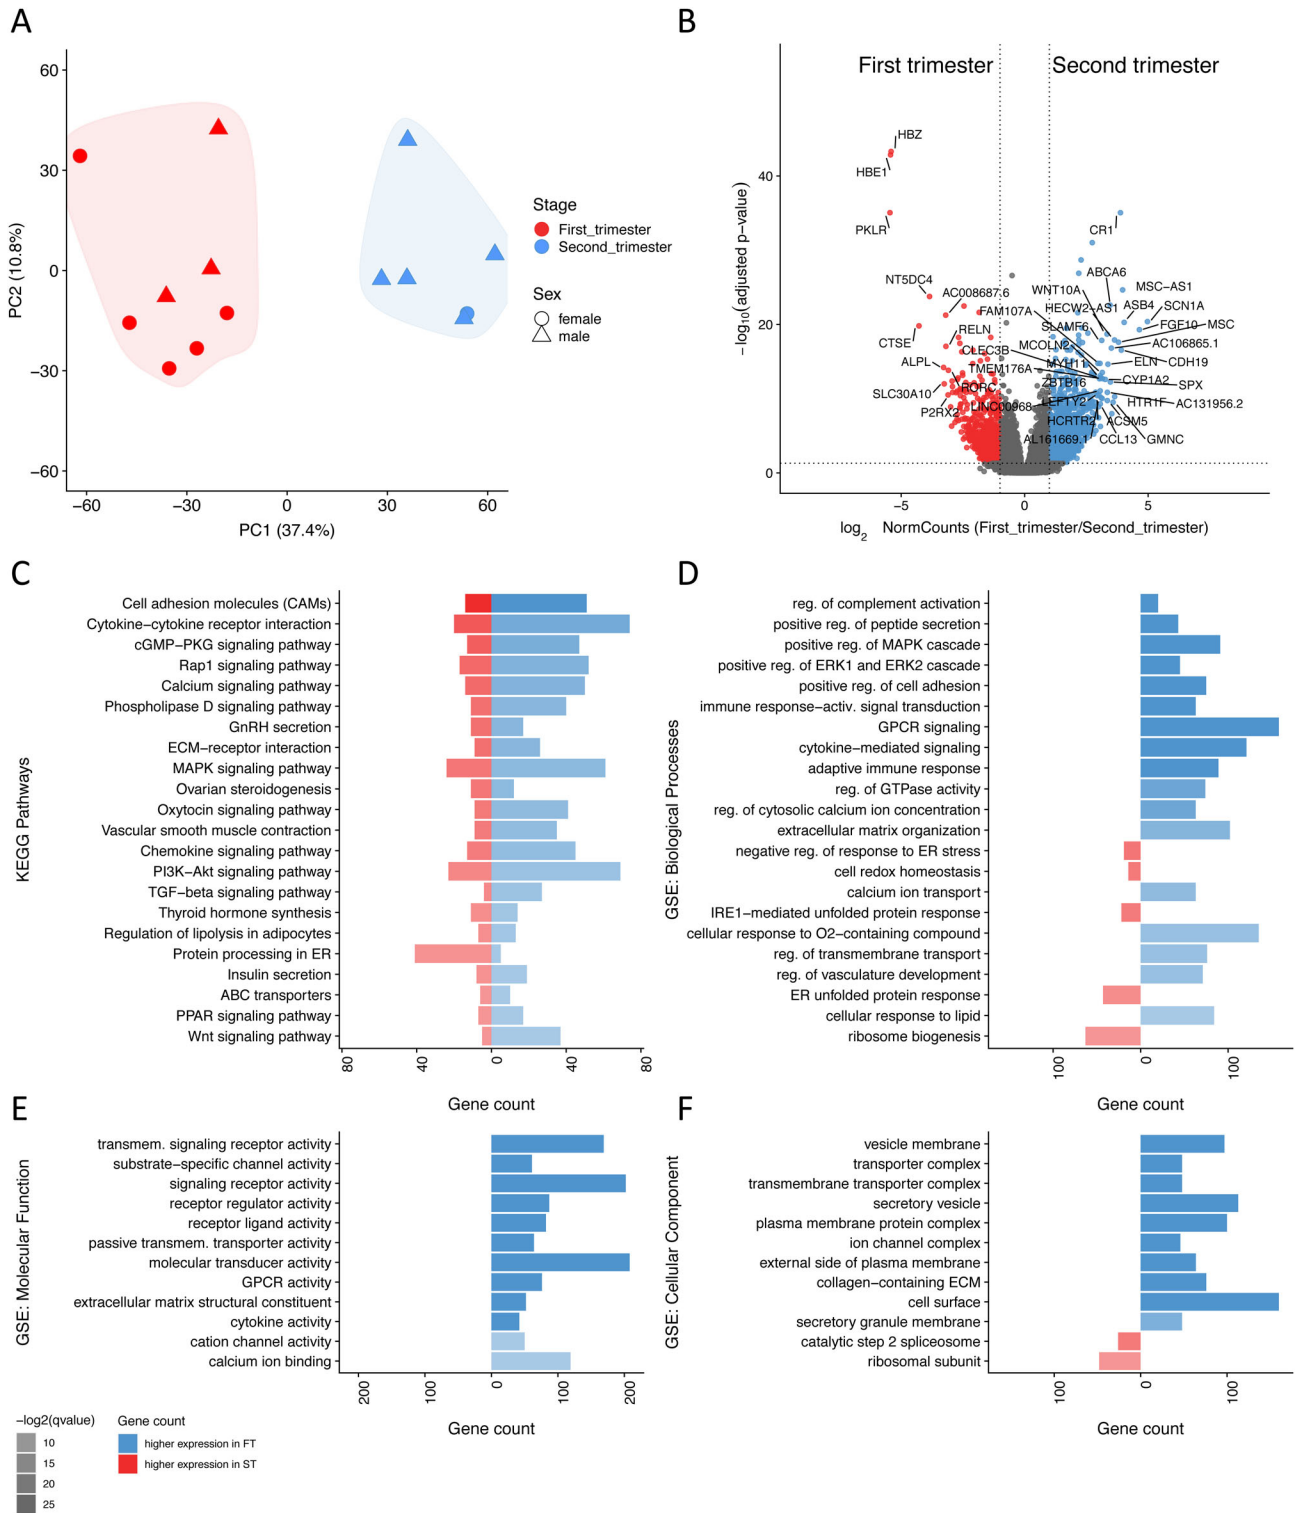 A
60
30
0
−30
−60
−60
−30
0
30
60
PC2 (10.8%)
PC1 (37.4%)
Stage
First_trimester
Second_trimester
Sex
female
male
B
First trimester
Second trimester
HBZ
HBE1
PKLR
CR1
NT5DC4
AC008687.6
WNT10A
ABCA6
MSC−AS1
FAM107A
HECW2−AS1
ASB4
SCN1A
CTSE
RELN
SLAMF6
FGF10
MSC
CLEC3B
MCOLN2
AC106865.1
ALPL
TMEM176A
MYH11
ELN
CDH19
SLC30A10
RORC
ZBTB16
CYP1A2
SPX
P2RX2
LINC00968
LEFTY2
HTR1F
AC131956.2
HCRTR2
ACSM5
AL161669.1
CCL13
GMNC
40
20
0
−5
0
5
−log10(adjusted p−value)
log2 NormCounts (First_trimester/Second_trimester)
C
KEGG Pathways
Cell adhesion molecules (CAMs)
Cytokine−cytokine receptor interaction
cGMP−PKG signaling pathway
Rap1 signaling pathway
Calcium signaling pathway
Phospholipase D signaling pathway
GnRH secretion
ECM−receptor interaction
MAPK signaling pathway
Ovarian steroidogenesis
Oxytocin signaling pathway
Vascular smooth muscle contraction
Chemokine signaling pathway
PI3K−Akt signaling pathway
TGF−beta signaling pathway
Thyroid hormone synthesis
Regulation of lipolysis in adipocytes
Protein processing in ER
Insulin secretion
ABC transporters
PPAR signaling pathway
Wnt signaling pathway
80
40
0
40
80
Gene count
D
GSE: Biological Processes
reg. of complement activation
positive reg. of peptide secretion
positive reg. of MAPK cascade
positive reg. of ERK1 and ERK2 cascade
positive reg. of cell adhesion
immune response−activ. signal transduction
GPCR signaling
cytokine−mediated signaling
adaptive immune response
reg. of GTPase activity
reg. of cytosolic calcium ion concentration
extracellular matrix organization
negative reg. of response to ER stress
cell redox homeostasis
calcium ion transport
IRE1−mediated unfolded protein response
cellular response to O2−containing compound
reg. of transmembrane transport
reg. of vasculature development
ER unfolded protein response
cellular response to lipid
ribosome biogenesis
100
0
100
Gene count
E
GSE: Molecular Function
transmem. signaling receptor activity
substrate−specific channel activity
signaling receptor activity
receptor regulator activity
receptor ligand activity
passive transmem. transporter activity
molecular transducer activity
GPCR activity
extracellular matrix structural constituent
cytokine activity
cation channel activity
calcium ion binding
200
100
0
100
200
Gene count
F
GSE: Cellular Component
vesicle membrane
transporter complex
transmembrane transporter complex
secretory vesicle
plasma membrane protein complex
ion channel complex
external side of plasma membrane
collagen−containing ECM
cell surface
secretory granule membrane
catalytic step 2 spliceosome
ribosomal subunit
100
0
100
Gene count
−log2(qvalue)
10
15
20
25
Gene count
higher expression in FT
higher expression in ST